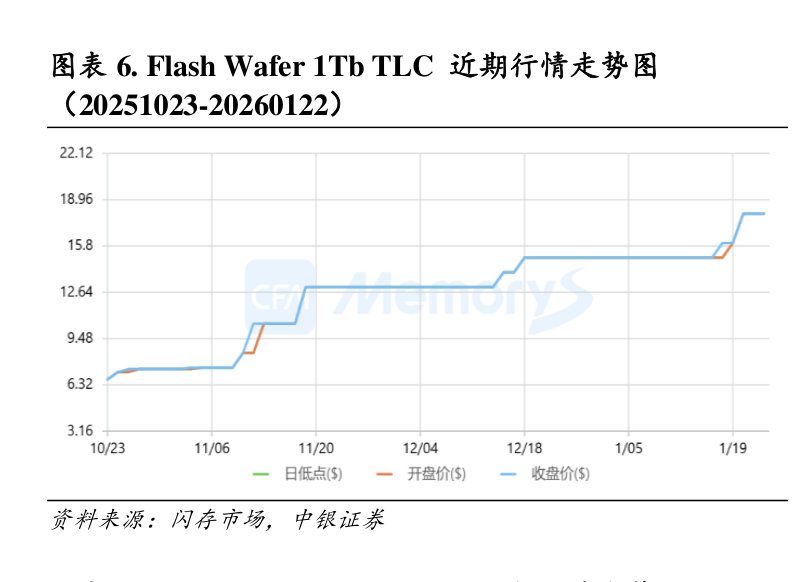 图表 6. Flash Wafer 1Tb TLC 近期行情走势图
（20251023-20260122）
22.12
18.96
15.8
12.64
9.48
6.32
3.16
CFM MemoryS
10/23 11/06 11/20 12/04 12/18 1/05 1/19
日低点($) 开盘价($) 收盘价($)
资料来源：闪存市场，中银证券